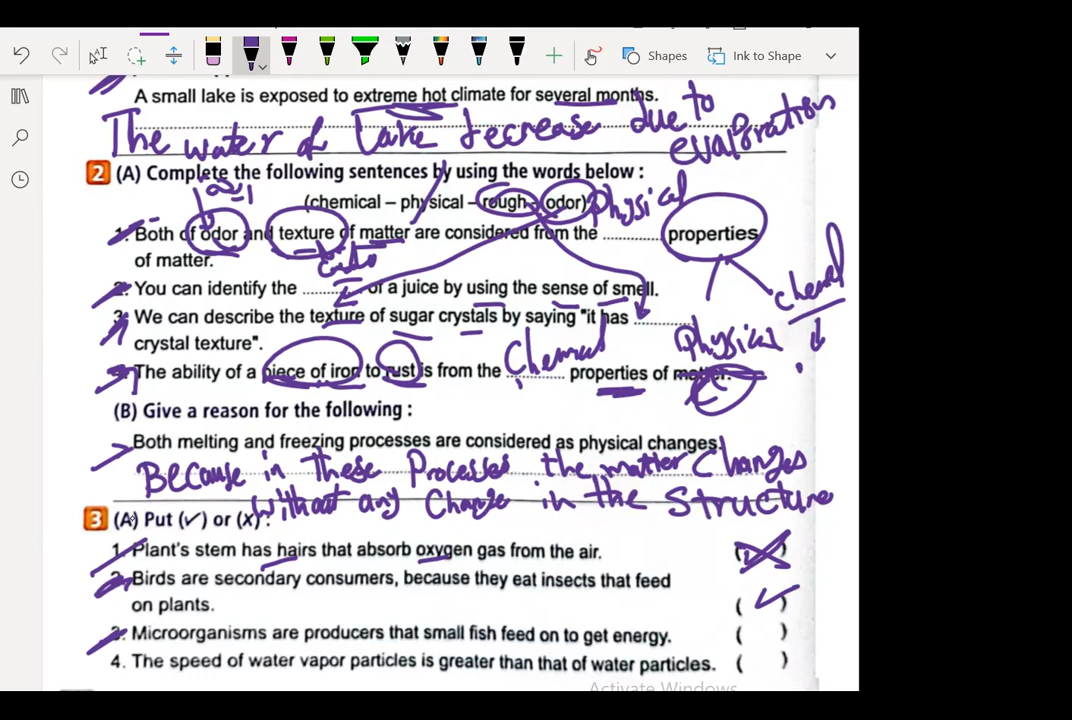 Shapes
Ink to Shape
A small lake is exposed to extreme hot climate for several months.
The water of Lake decrease due to evaporation
2 (A) Complete the following sentences by using the words below :
(chemical – physical – rough – odor)
physical
1. Both of odor and texture of matter are considered from the ............ properties
of matter.
2. You can identify the ............ of a juice by using the sense of smell.
chemical
3. We can describe the texture of sugar crystals by saying "it has ............
crystal texture".
physical
Chemical
4. The ability of a piece of iron to rust is from the ............ properties of matter.
(B) Give a reason for the following :
Both melting and freezing processes are considered as physical changes.
Because in These Processes the matter Changes
without any Change in the Structure
3 (A) Put (✓) or (x) :
1. Plant's stem has hairs that absorb oxygen gas from the air. (X)
2. Birds are secondary consumers, because they eat insects that feed
on plants. (✓)
3. Microorganisms are producers that small fish feed on to get energy. ( )
4. The speed of water vapor particles is greater than that of water particles. ( )
Activate Windows